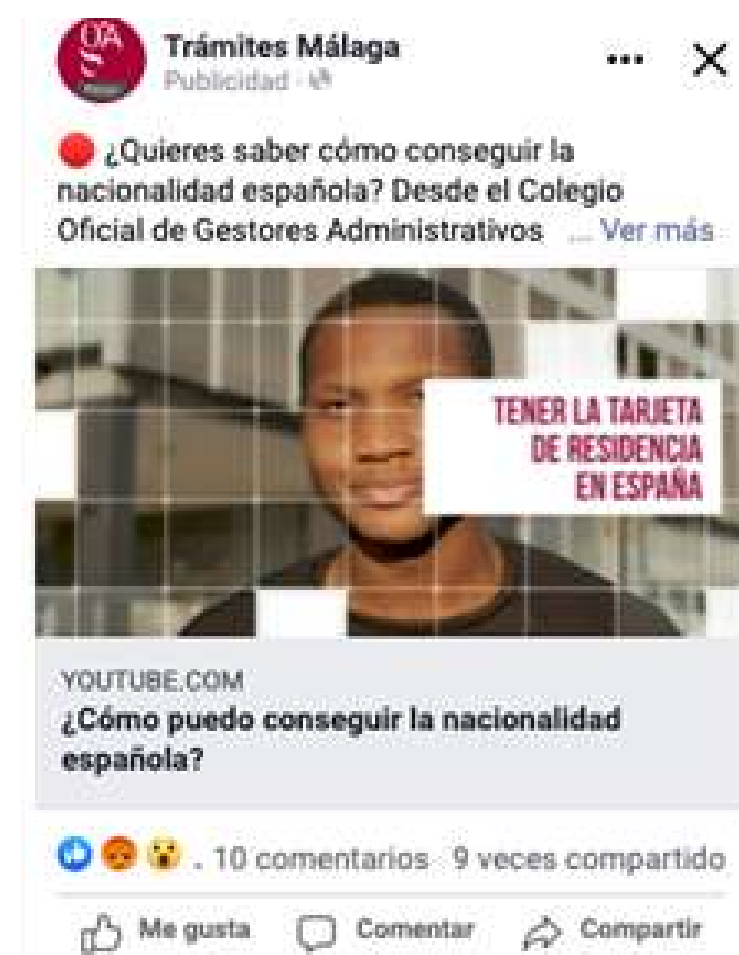 Trámites Málaga
Publicidad ·
🔴 ¿Quieres saber cómo conseguir la
nacionalidad española? Desde el Colegio
Oficial de Gestores Administrativos ... Ver más
TENER LA TARJETA
DE RESIDENCIA
EN ESPAÑA
YOUTUBE.COM
¿Cómo puedo conseguir la nacionalidad
española?
. 10 comentarios 9 veces compartido
Me gusta Comentar Compartir